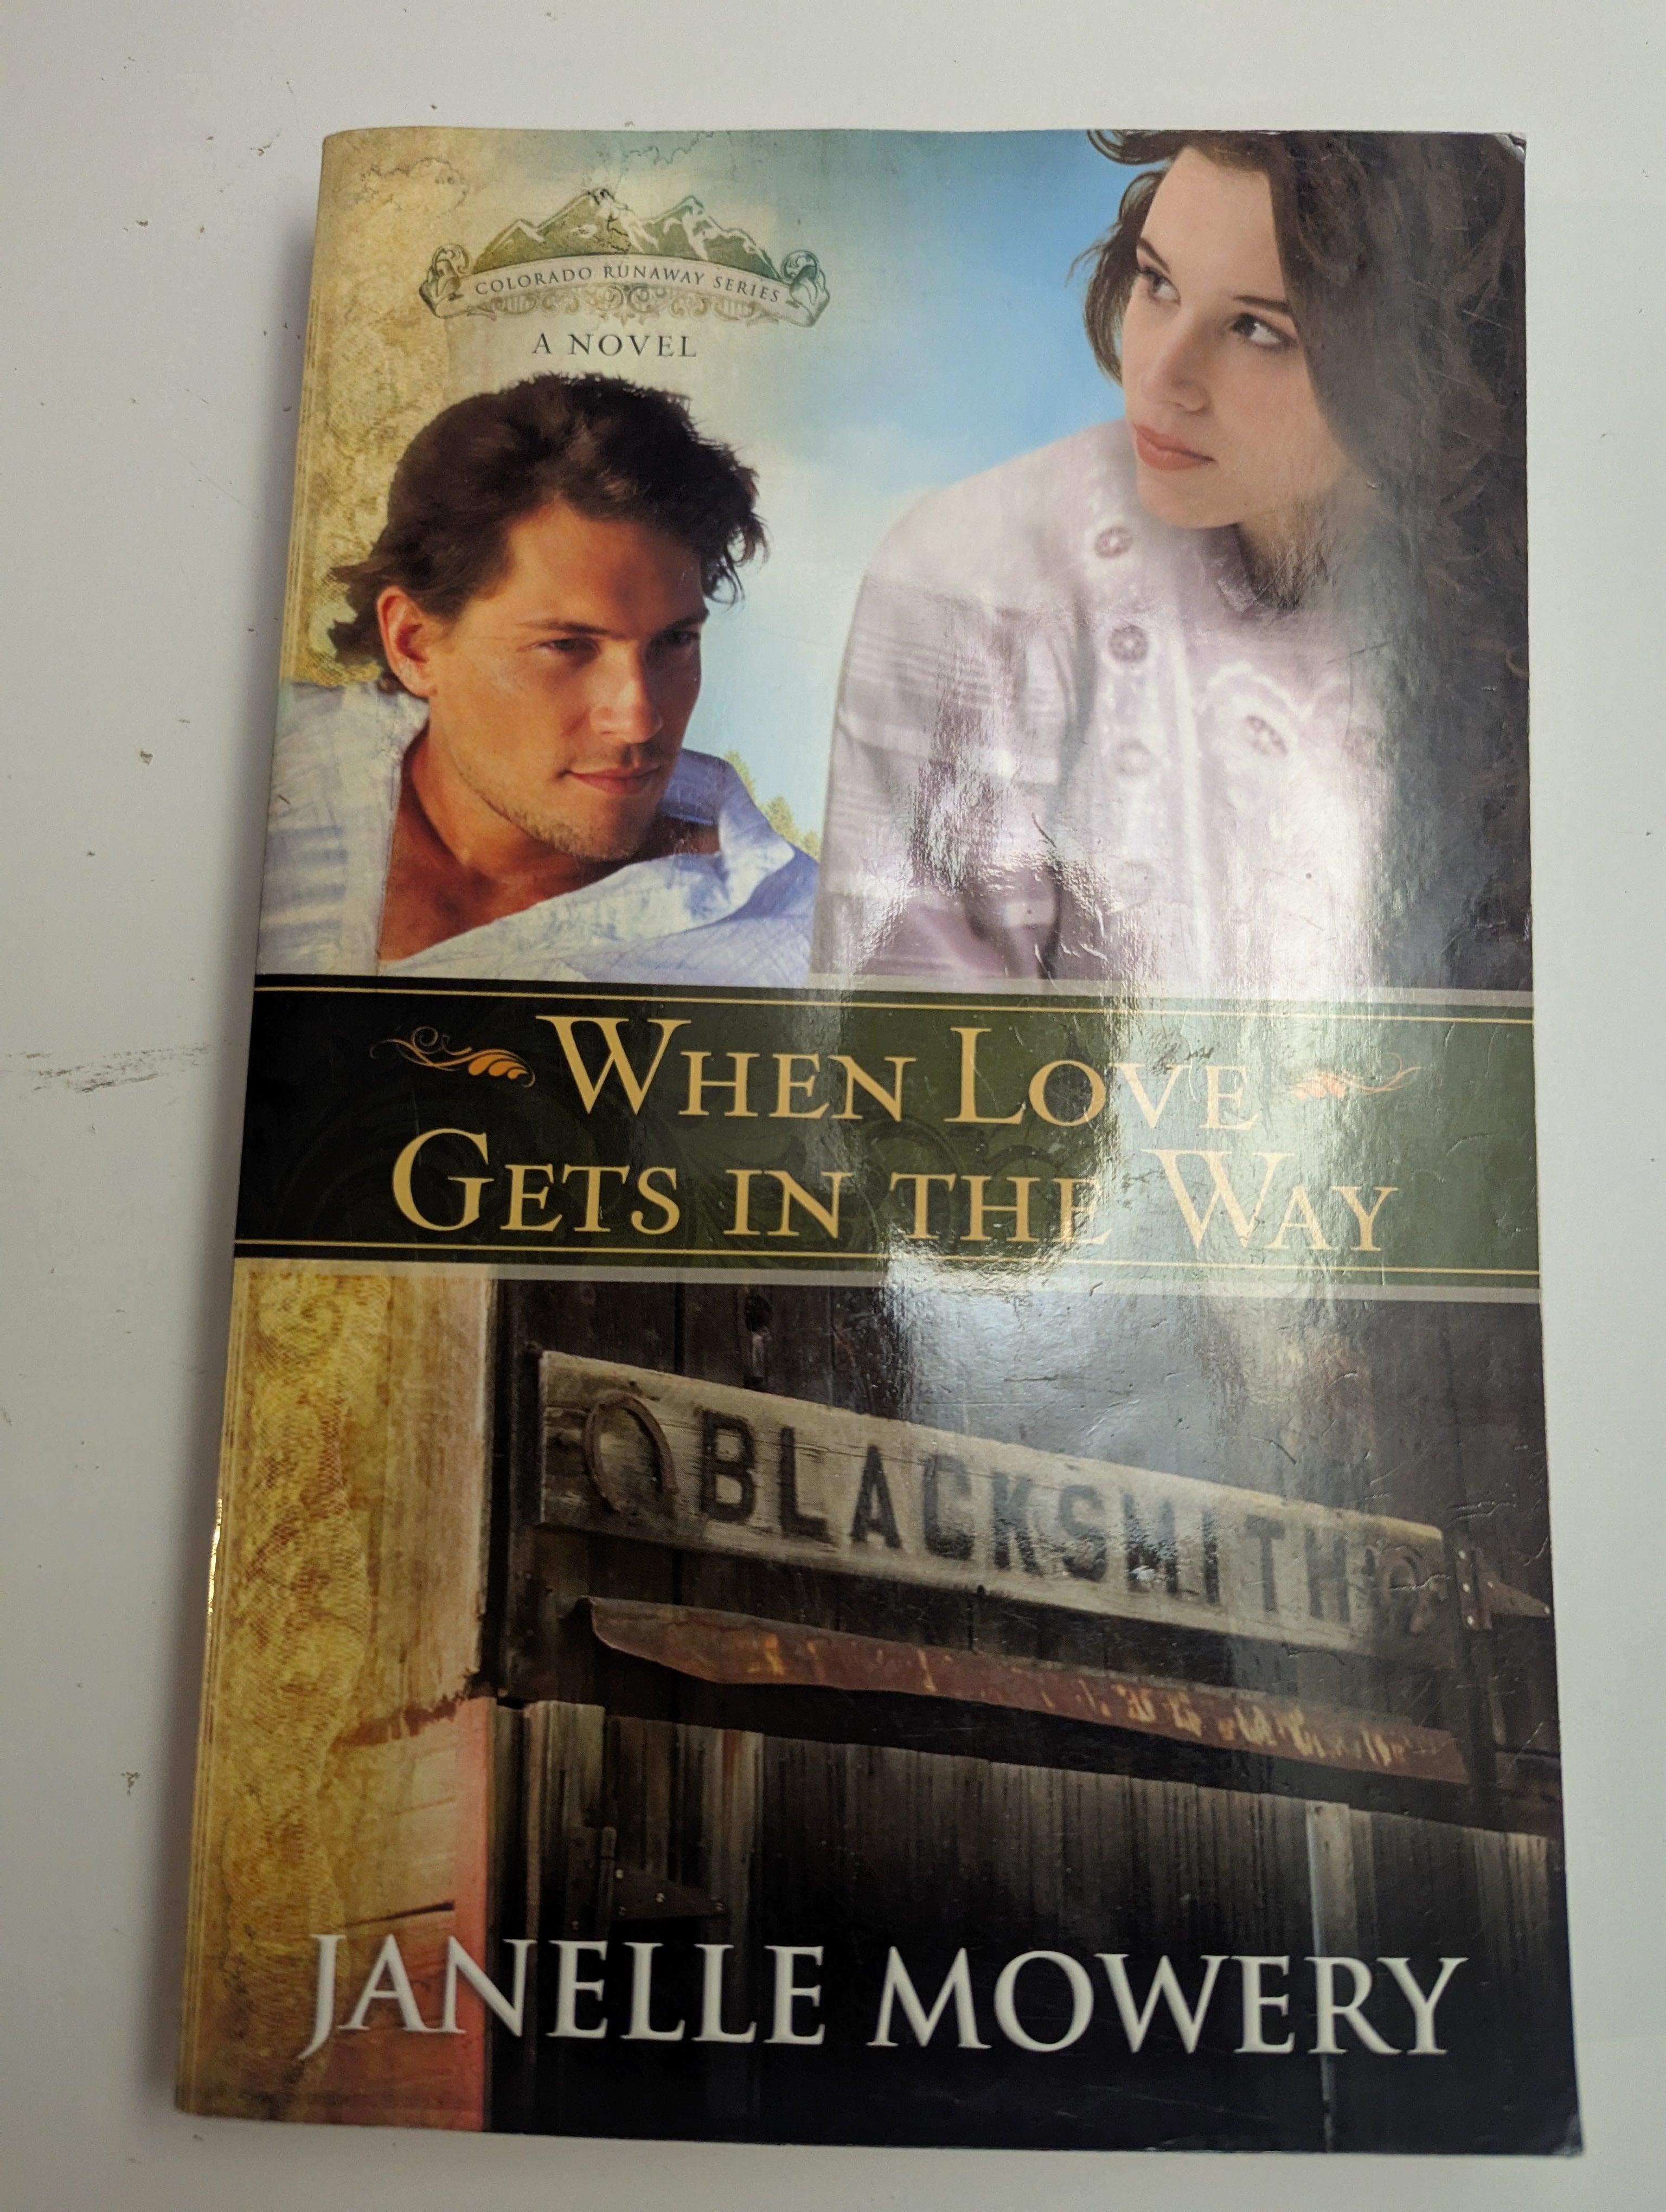 COLORADO RUNAWAY SERIES
A NOVEL
WHEN LOVE
GETS IN THE WAY
BLACKSMITH
JANELLE MOWERY